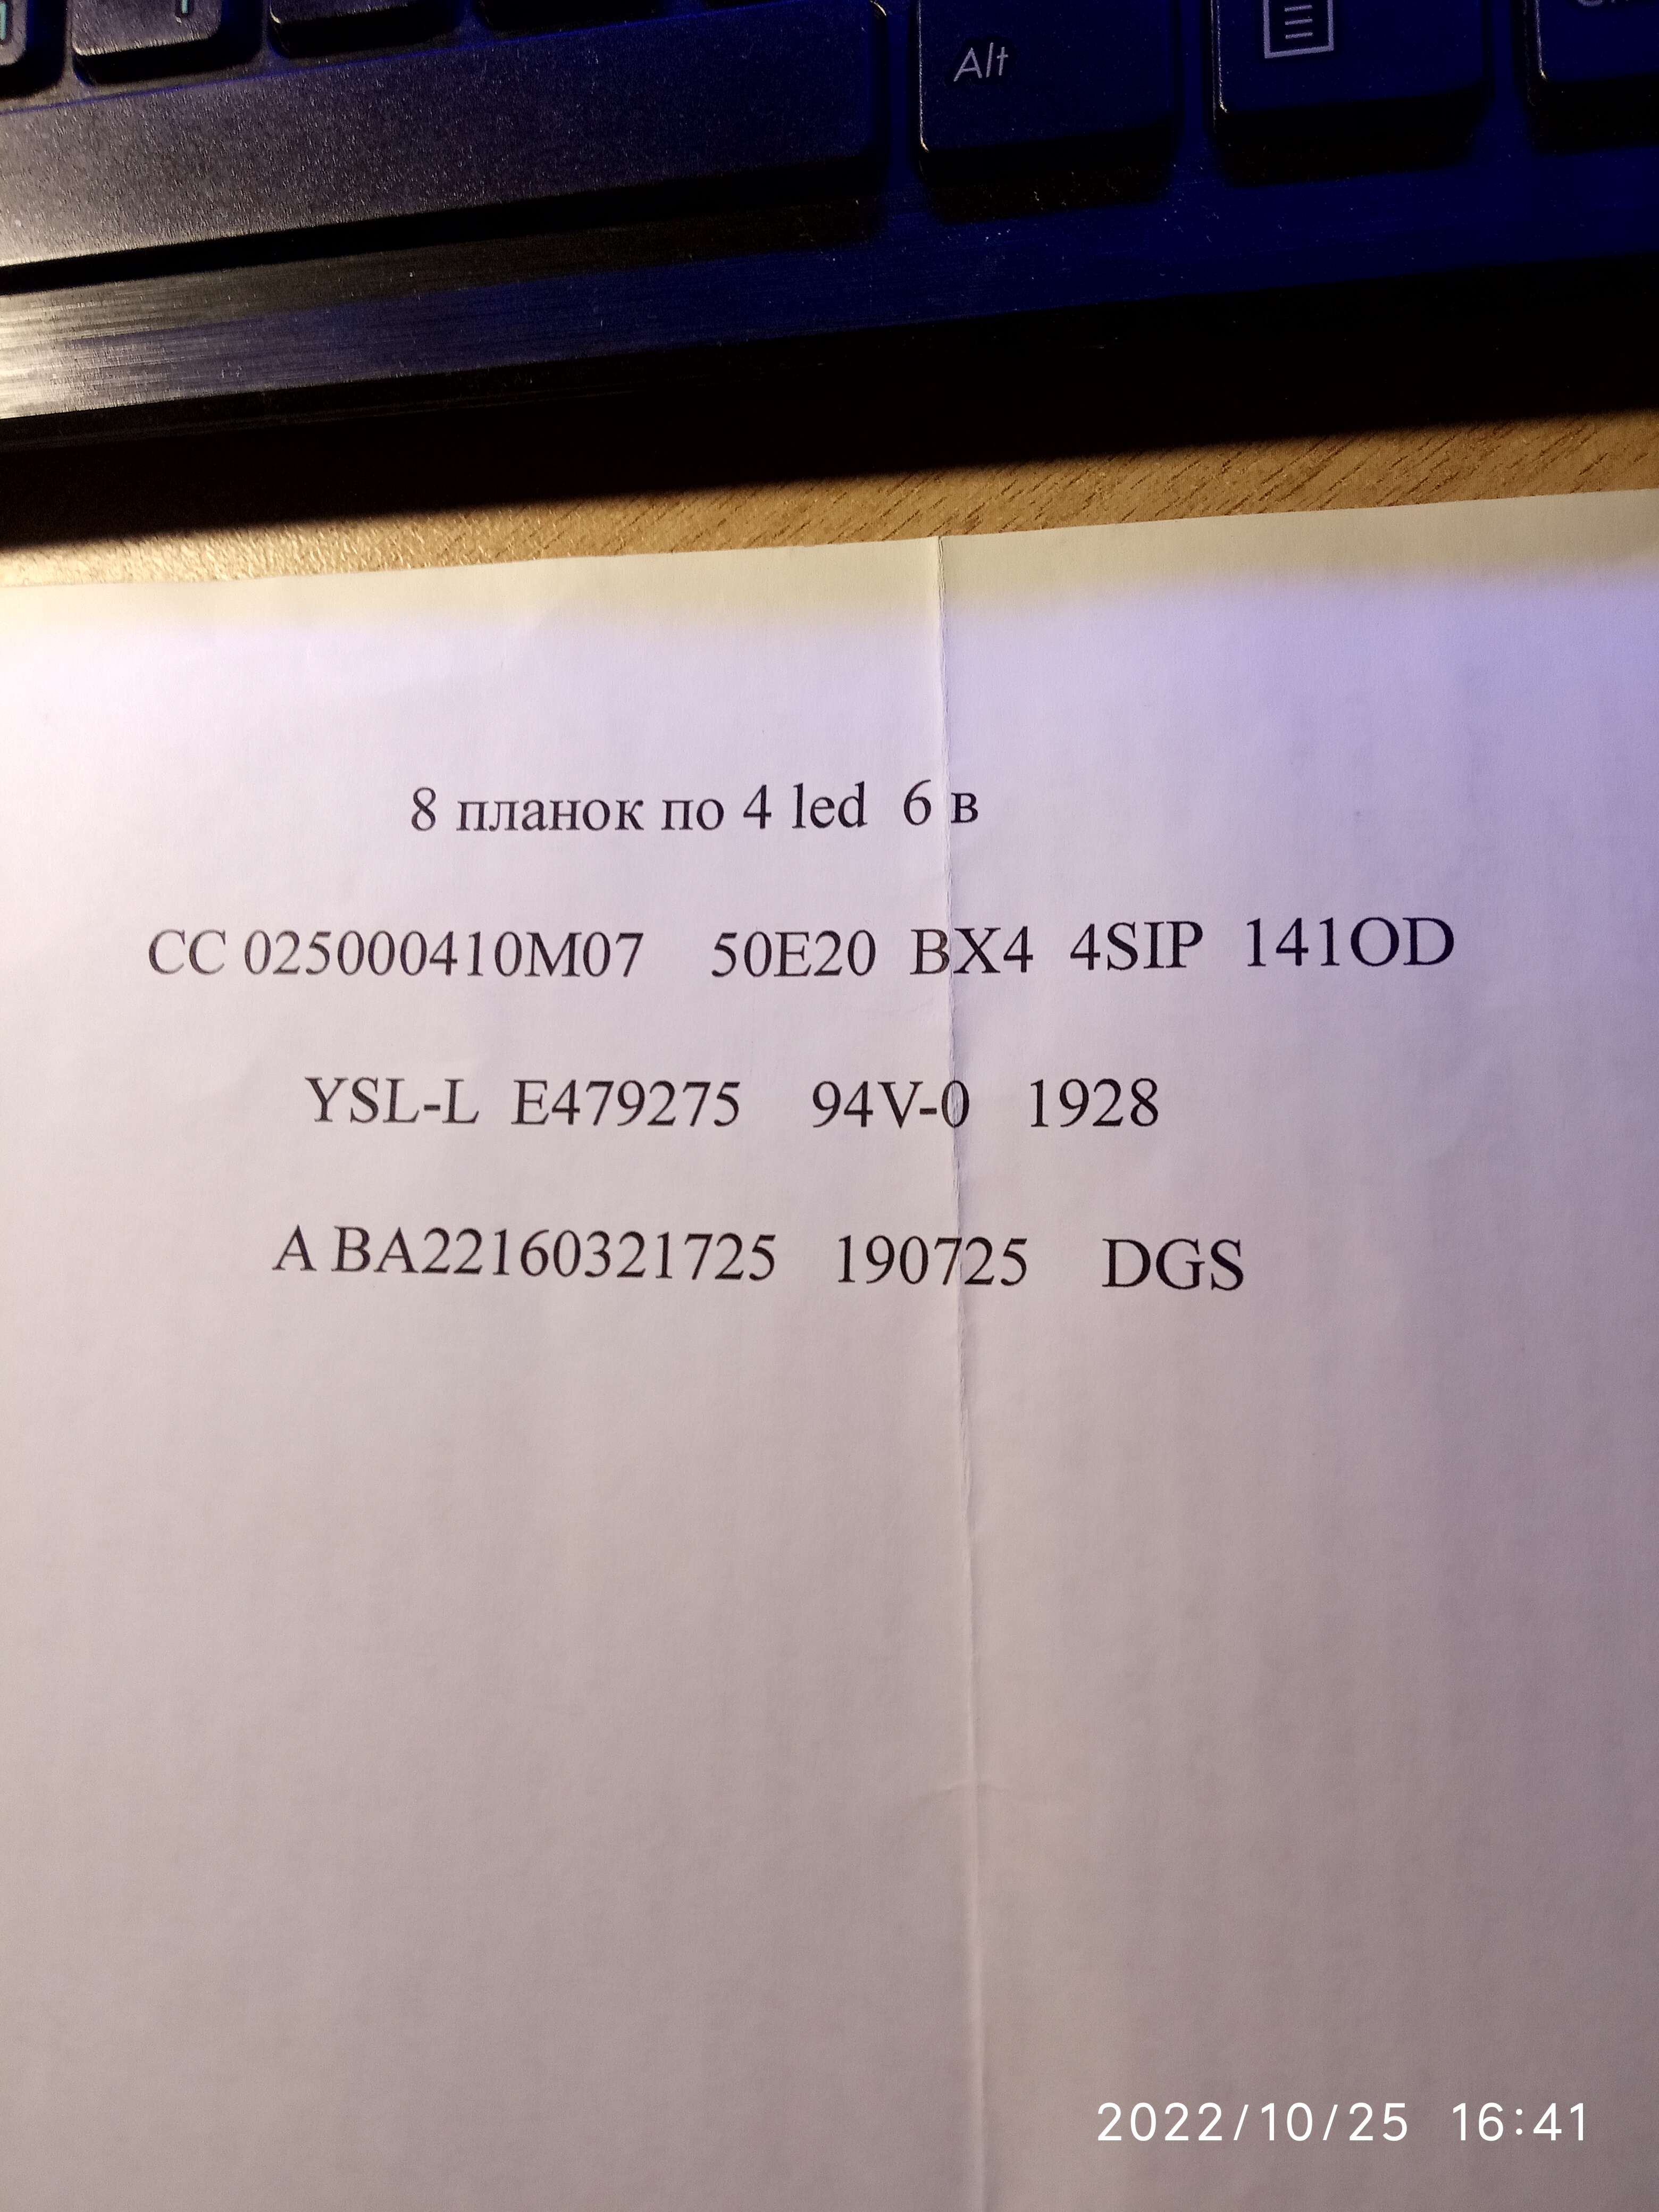 Alt
8 планок по 4 led 6 в
CC 025000410M07 50E20 BX4 4SIP 141OD
YSL-L E479275 94V-0 1928
A BA22160321725 190725 DGS
2022/10/25 16:41